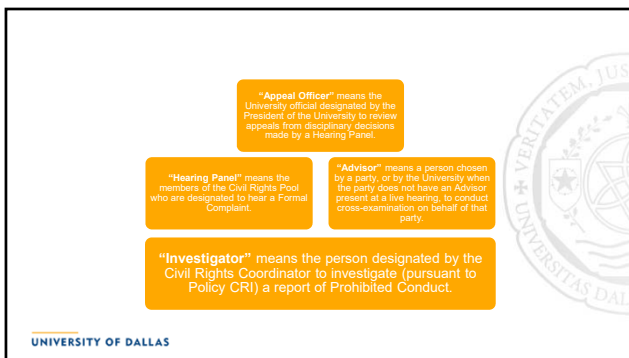 “Appeal Officer” means the
University official designated by the
President of the University to review
appeals from disciplinary decisions
made by a Hearing Panel.
“Hearing Panel” means the
members of the Civil Rights Pool
who are designated to hear a Formal
Complaint.
“Advisor” means a person chosen
by a party, or by the University when
the party does not have an Advisor
present at a live hearing, to conduct
cross-examination on behalf of that
party.
“Investigator” means the person designated by the
Civil Rights Coordinator to investigate (pursuant to
Policy CRI) a report of Prohibited Conduct.
UNIVERSITY OF DALLAS
VERITATEM, JUS
UNIVERSITAS DAL